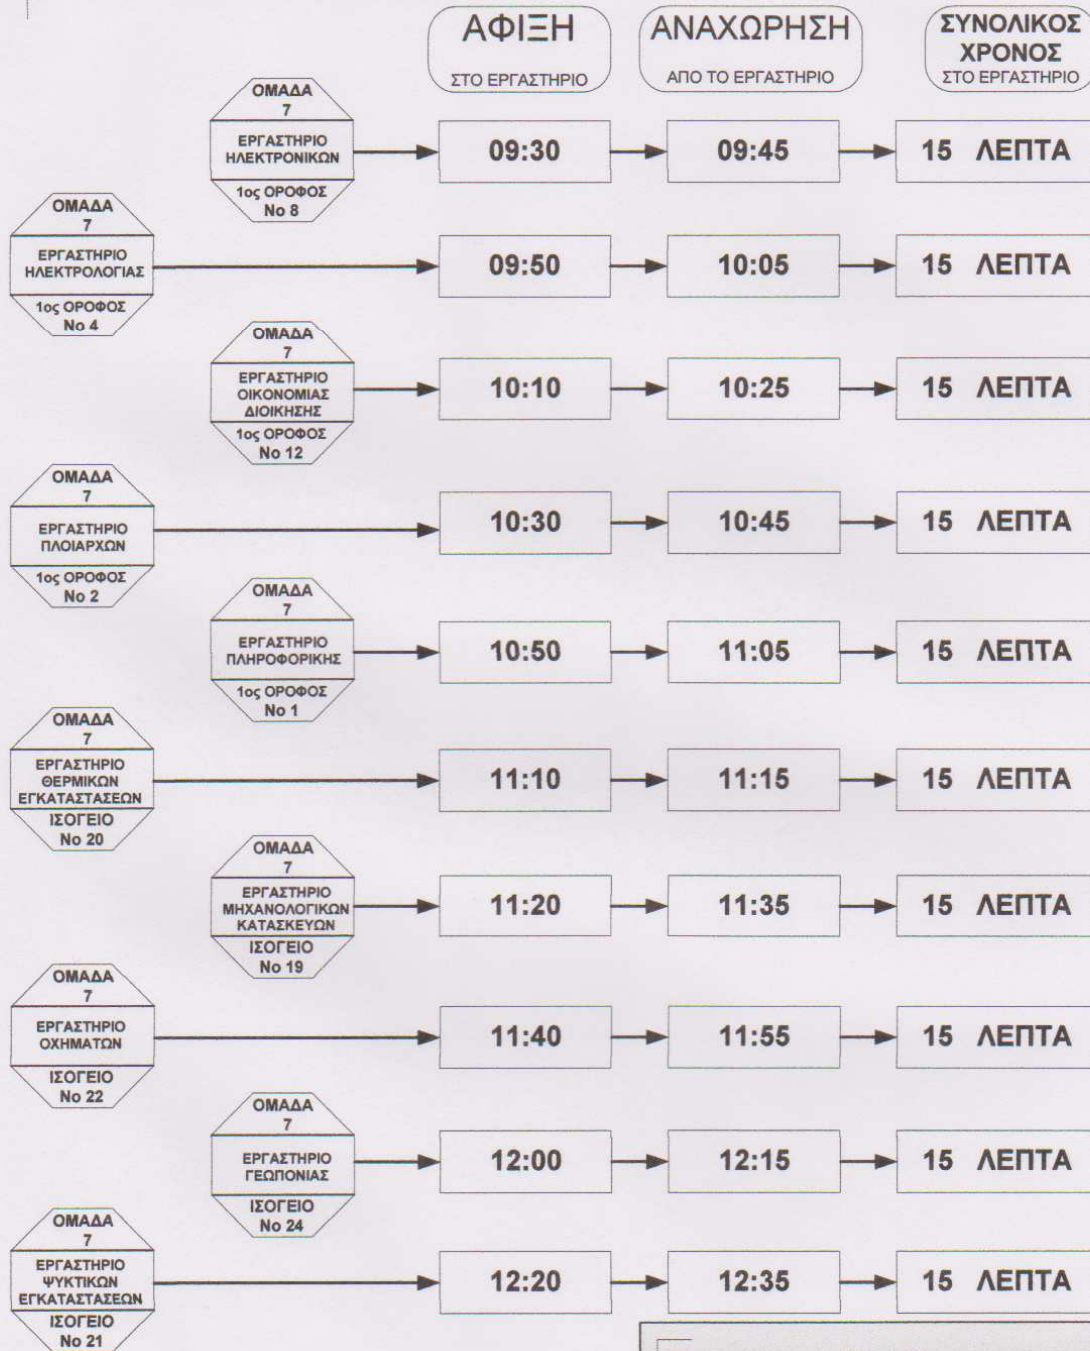 ΑΦΙΞΗ
ΣΤΟ ΕΡΓΑΣΤΗΡΙΟ
ΑΝΑΧΩΡΗΣΗ
ΑΠΟ ΤΟ ΕΡΓΑΣΤΗΡΙΟ
ΣΥΝΟΛΙΚΟΣ
ΧΡΟΝΟΣ
ΣΤΟ ΕΡΓΑΣΤΗΡΙΟ
ΟΜΑΔΑ
7
ΕΡΓΑΣΤΗΡΙΟ
ΗΛΕΚΤΡΟΝΙΚΩΝ
1ος ΟΡΟΦΟΣ
Νο 8
09:30
09:45
15 ΛΕΠΤΑ
ΟΜΑΔΑ
7
ΕΡΓΑΣΤΗΡΙΟ
ΗΛΕΚΤΡΟΛΟΓΙΑΣ
1ος ΟΡΟΦΟΣ
Νο 4
09:50
10:05
15 ΛΕΠΤΑ
ΟΜΑΔΑ
7
ΕΡΓΑΣΤΗΡΙΟ
ΟΙΚΟΝΟΜΙΑΣ
ΔΙΟΙΚΗΣΗΣ
1ος ΟΡΟΦΟΣ
Νο 12
10:10
10:25
15 ΛΕΠΤΑ
ΟΜΑΔΑ
7
ΕΡΓΑΣΤΗΡΙΟ
ΠΛΟΙΑΡΧΩΝ
1ος ΟΡΟΦΟΣ
Νο 2
10:30
10:45
15 ΛΕΠΤΑ
ΟΜΑΔΑ
7
ΕΡΓΑΣΤΗΡΙΟ
ΠΛΗΡΟΦΟΡΙΚΗΣ
1ος ΟΡΟΦΟΣ
Νο 1
10:50
11:05
15 ΛΕΠΤΑ
ΟΜΑΔΑ
7
ΕΡΓΑΣΤΗΡΙΟ
ΘΕΡΜΙΚΩΝ
ΕΓΚΑΤΑΣΤΑΣΕΩΝ
ΙΣΟΓΕΙΟ
Νο 20
11:10
11:15
15 ΛΕΠΤΑ
ΟΜΑΔΑ
7
ΕΡΓΑΣΤΗΡΙΟ
ΜΗΧΑΝΟΛΟΓΙΚΩΝ
ΚΑΤΑΣΚΕΥΩΝ
ΙΣΟΓΕΙΟ
Νο 19
11:20
11:35
15 ΛΕΠΤΑ
ΟΜΑΔΑ
7
ΕΡΓΑΣΤΗΡΙΟ
ΟΧΗΜΑΤΩΝ
ΙΣΟΓΕΙΟ
Νο 22
11:40
11:55
15 ΛΕΠΤΑ
ΟΜΑΔΑ
7
ΕΡΓΑΣΤΗΡΙΟ
ΓΕΩΠΟΝΙΑΣ
ΙΣΟΓΕΙΟ
Νο 24
12:00
12:15
15 ΛΕΠΤΑ
ΟΜΑΔΑ
7
ΕΡΓΑΣΤΗΡΙΟ
ΨΥΚΤΙΚΩΝ
ΕΓΚΑΤΑΣΤΑΣΕΩΝ
ΙΣΟΓΕΙΟ
Νο 21
12:20
12:35
15 ΛΕΠΤΑ